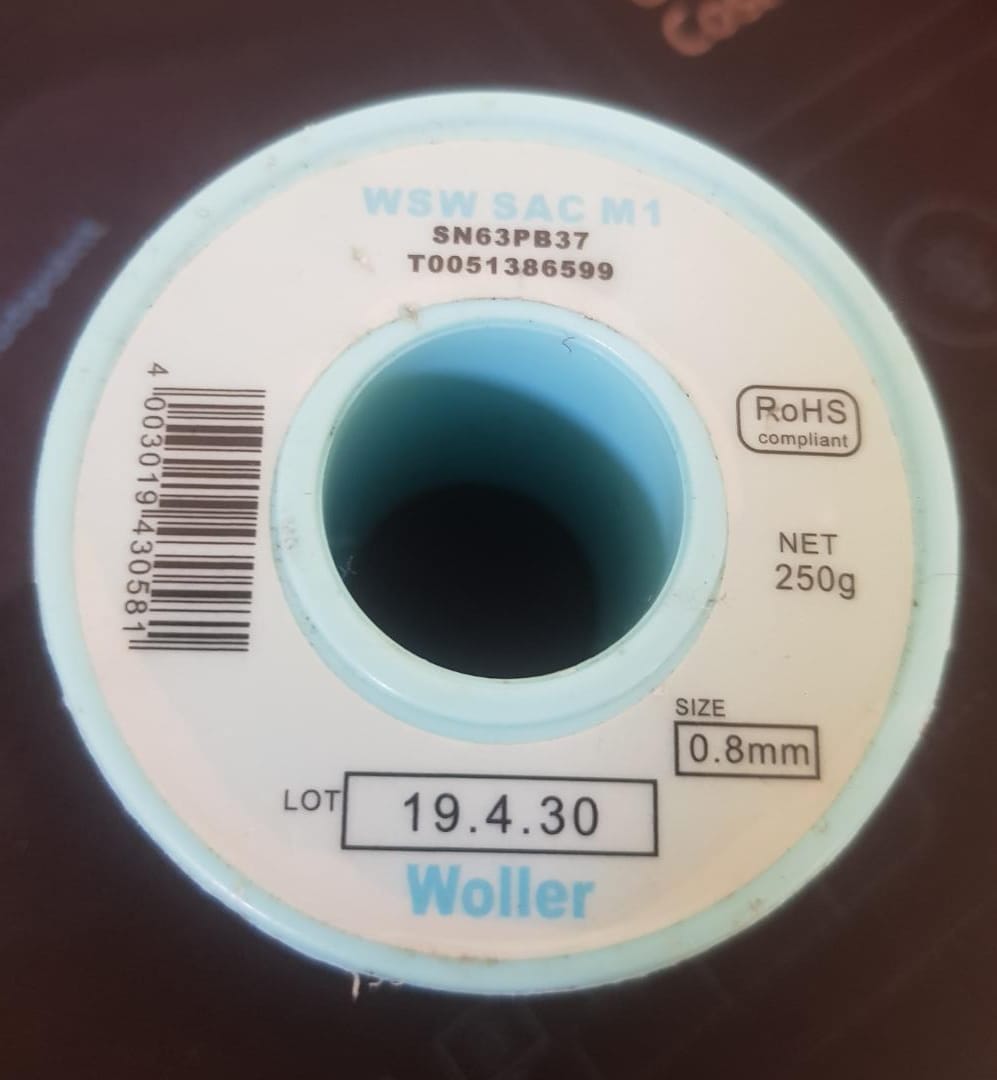 WSW SAC M1
SN63PB37
T0051386599
4 003019 430581
RoHS
compliant
NET
250g
SIZE
0.8mm
LOT
19.4.30
Woller